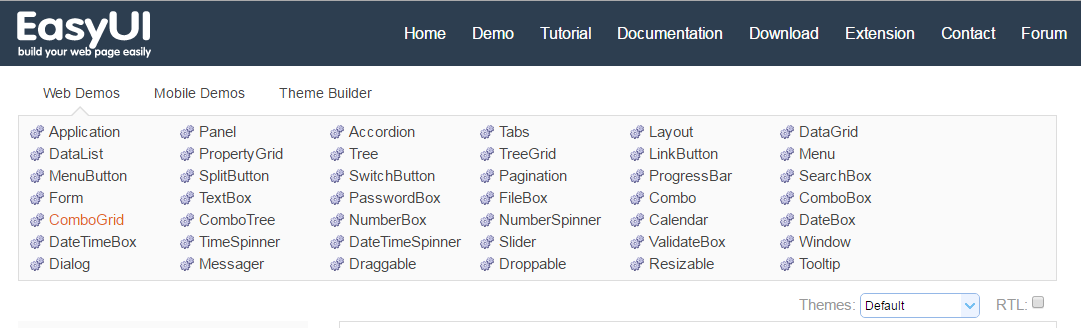 EasyUI
build your web page easily
Home Demo Tutorial Documentation Download Extension Contact Forum
Web Demos Mobile Demos Theme Builder
Application Panel Accordion Tabs Layout DataGrid
DataList PropertyGrid Tree TreeGrid LinkButton Menu
MenuButton SplitButton SwitchButton Pagination ProgressBar SearchBox
Form TextBox PasswordBox FileBox Combo ComboBox
ComboGrid ComboTree NumberBox NumberSpinner Calendar DateBox
DateTimeBox TimeSpinner DateTimeSpinner Slider ValidateBox Window
Dialog Messager Draggable Droppable Resizable Tooltip
Themes: Default RTL: